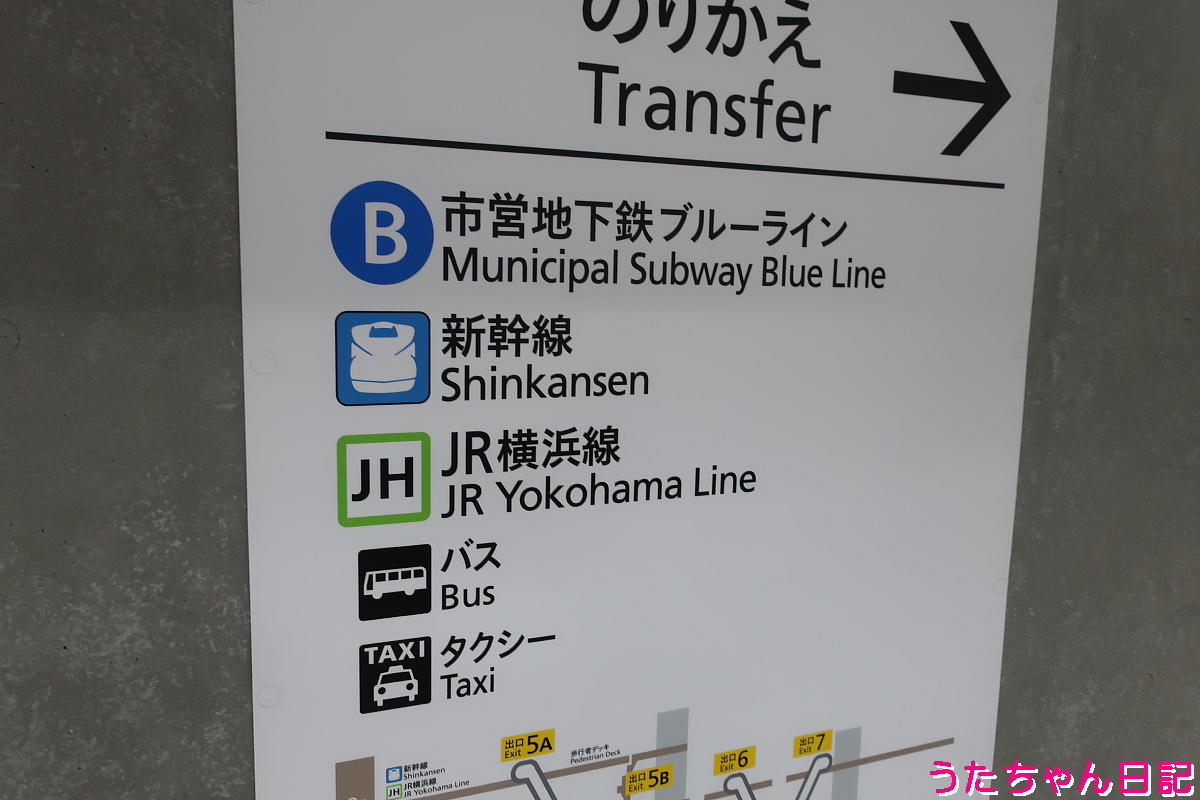 のりかえ
Transfer
B
市営地下鉄ブルーライン
Municipal Subway Blue Line
新幹線
Shinkansen
JH
JR横浜線
JR Yokohama Line
バス
Bus
TAXI
タクシー
Taxi
出口
Exit 5A
歩行者デッキ
Pedestrian Deck
出口
Exit 5B
出口
Exit 6
出口
Exit 7
新幹線
Shinkansen
JH
JR横浜線
JR Yokohama Line
うたちゃん日記